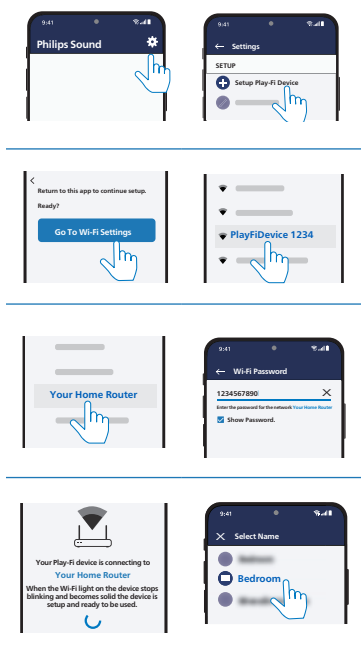 9:41
Philips Sound
9:41
← Settings
SETUP
Setup Play-Fi Device
Return to this app to continue setup.
Ready?
Go To Wi-Fi Settings
PlayFiDevice 1234
Your Home Router
9:41
← Wi-Fi Password
1234567890
Enter the password for the network Your Home Router
Show Password.
Your Play-Fi device is connecting to
Your Home Router
When the Wi-Fi light on the device stops
blinking and becomes solid the device is
setup and ready to be used.
9:41
Select Name
Bedroom